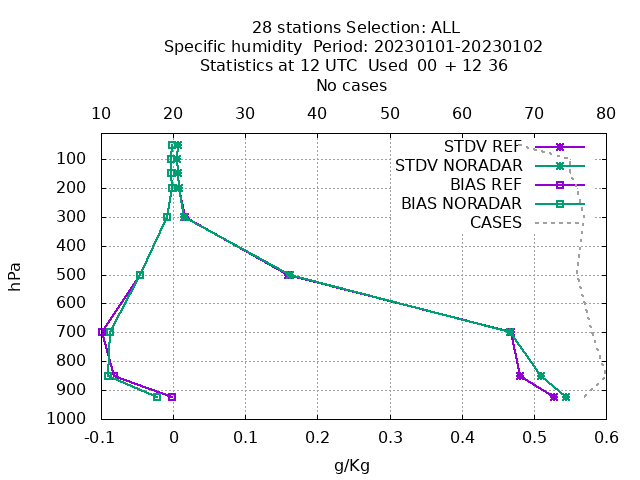 28 stations Selection: ALL
Specific humidity  Period: 20230101-20230102
Statistics at 12 UTC  Used  00 + 12 36
No cases
10 20 30 40 50 60 70 80
STDV REF
STDV NORADAR
BIAS REF
BIAS NORADAR
CASES
hPa
100
200
300
400
500
600
700
800
900
1000
-0.1 0 0.1 0.2 0.3 0.4 0.5 0.6
g/Kg